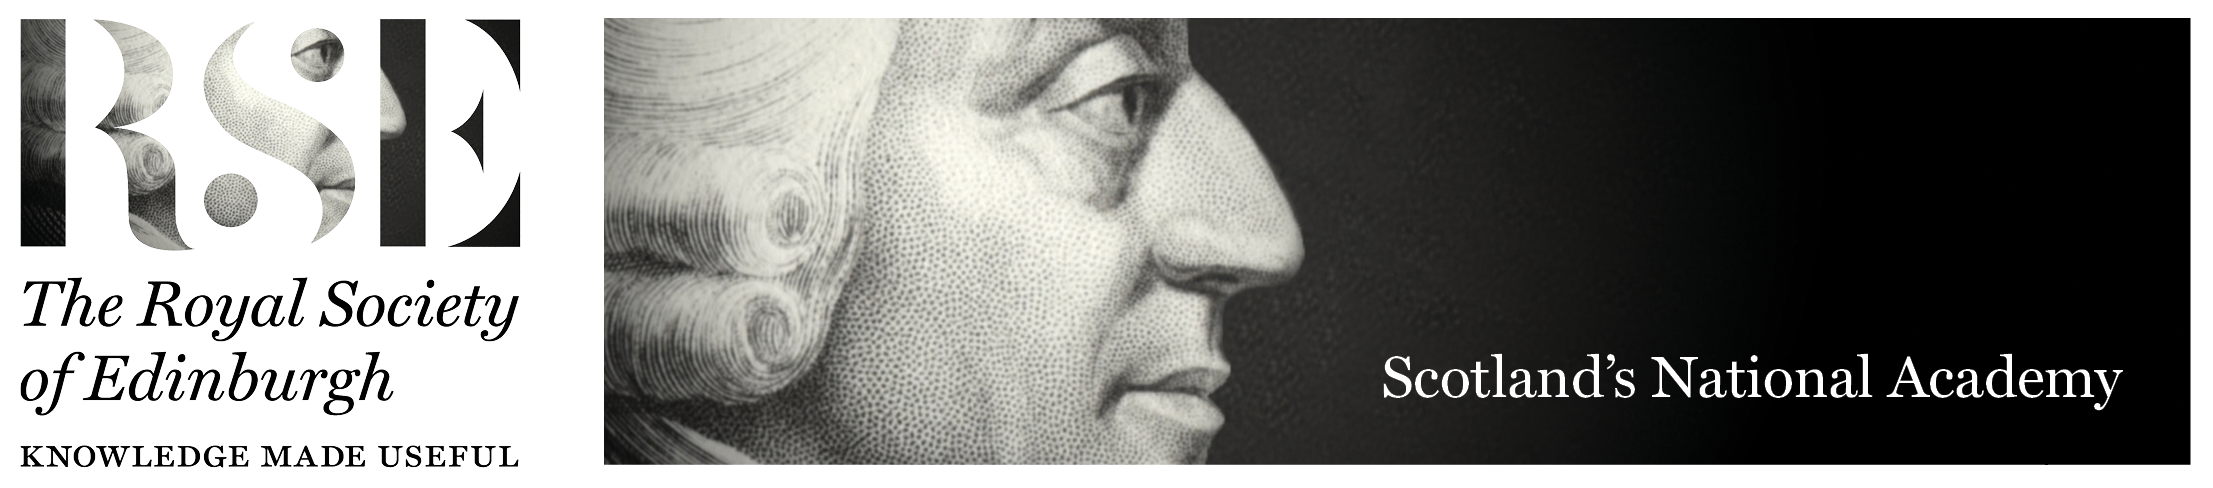 RSE
The Royal Society
of Edinburgh
KNOWLEDGE MADE USEFUL
Scotland's National Academy